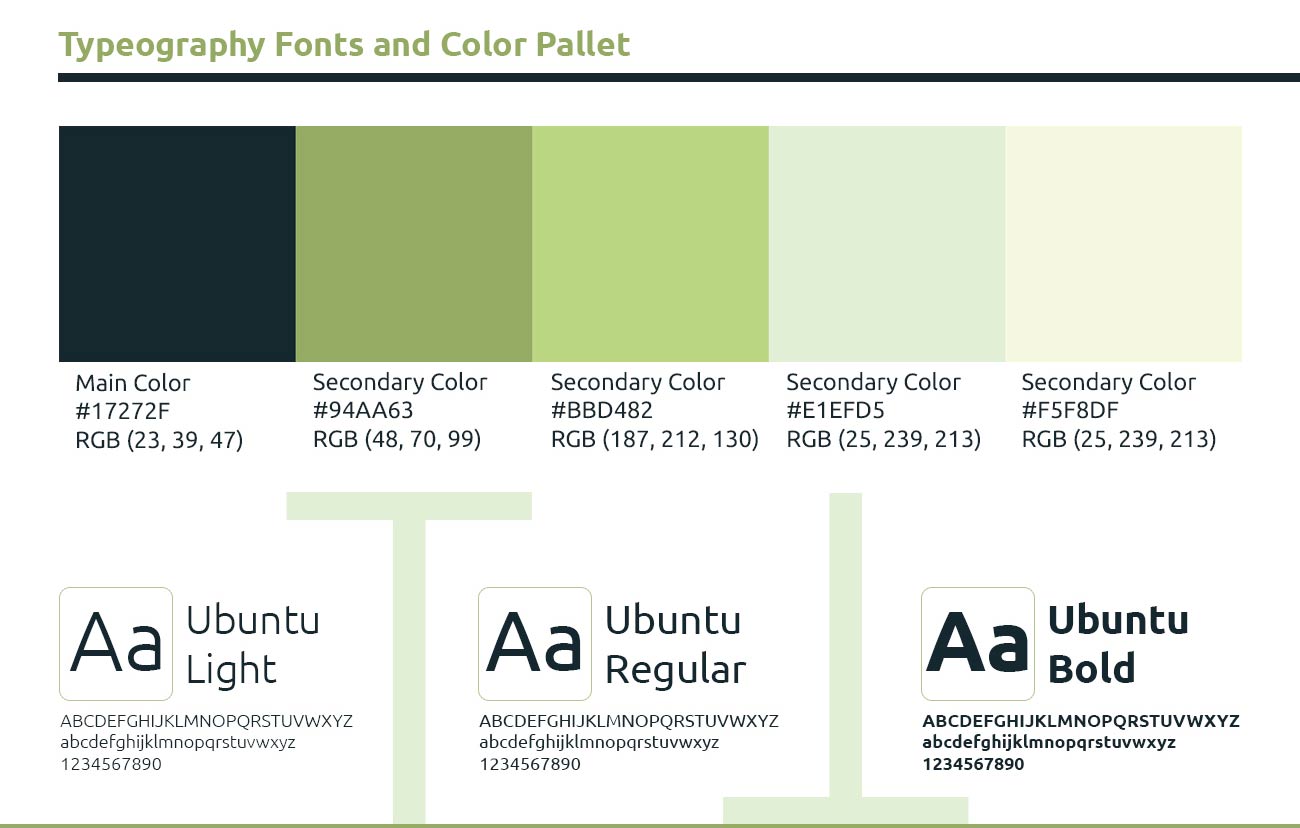 Typeography Fonts and Color Pallet
Main Color
#17272F
RGB (23, 39, 47)
Secondary Color
#94AA63
RGB (48, 70, 99)
Secondary Color
#BBD482
RGB (187, 212, 130)
Secondary Color
#E1EFD5
RGB (25, 239, 213)
Secondary Color
#F5F8DF
RGB (25, 239, 213)
Aa
Ubuntu
Light
ABCDEFGHIJKLMNOPQRSTUVWXYZ
abcdefghijklmnopqrstuvwxyz
1234567890
Aa
Ubuntu
Regular
ABCDEFGHIJKLMNOPQRSTUVWXYZ
abcdefghijklmnopqrstuvwxyz
1234567890
Aa
Ubuntu
Bold
ABCDEFGHIJKLMNOPQRSTUVWXYZ
abcdefghijklmnopqrstuvwxyz
1234567890